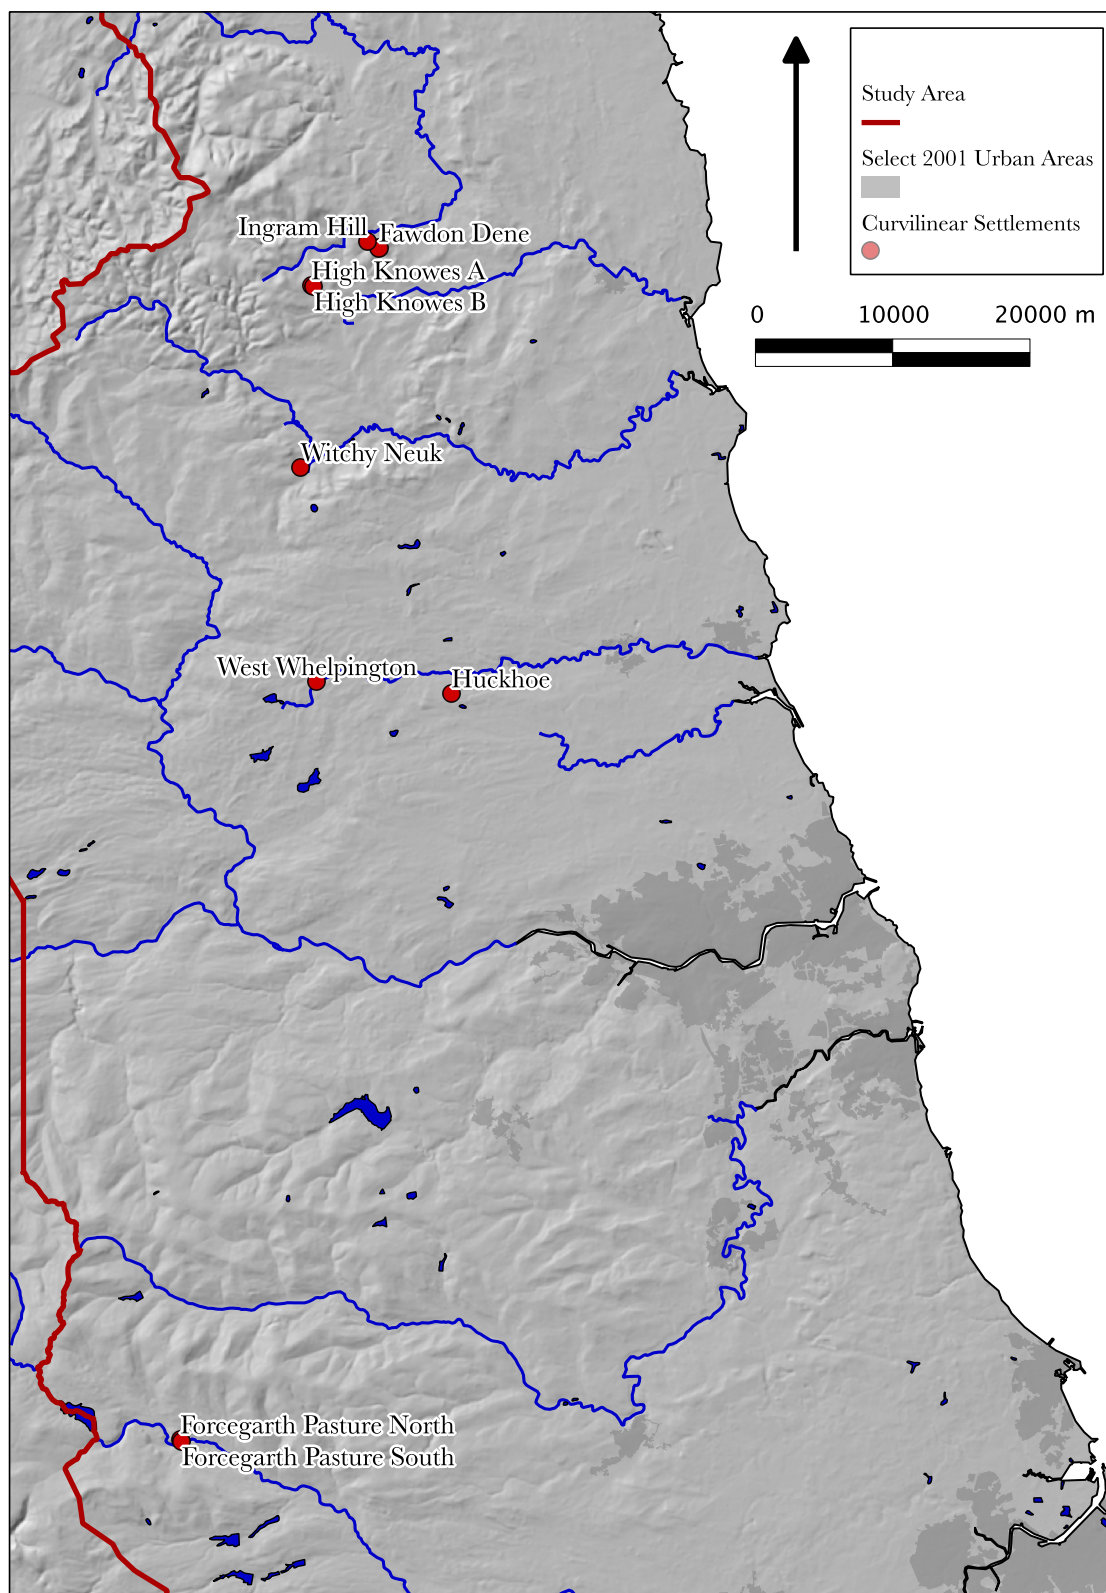 Study Area
Select 2001 Urban Areas
Curvilinear Settlements
0 10000 20000 m
Ingram Hill
Fawdon Dene
High Knowes A
High Knowes B
Witchy Neuk
West Whelpington
Huckhoe
Forcegarth Pasture North
Forcegarth Pasture South